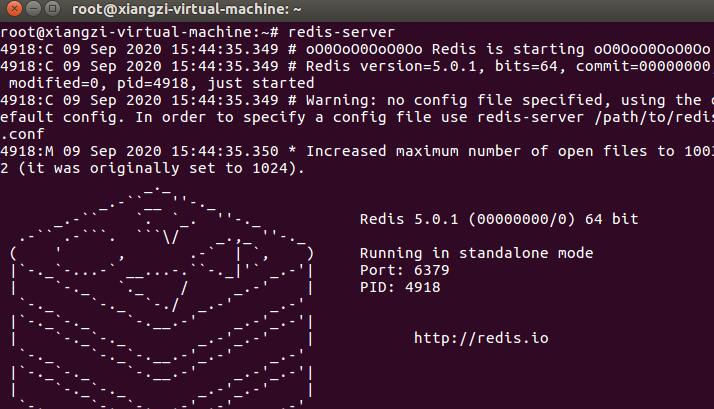 root@xiangzi-virtual-machine: ~
root@xiangzi-virtual-machine:~# redis-server
4918:C 09 Sep 2020 15:44:35.349 # oO0OoO0OoO0Oo Redis is starting oO0OoO0OoO0Oo
4918:C 09 Sep 2020 15:44:35.349 # Redis version=5.0.1, bits=64, commit=00000000,
modified=0, pid=4918, just started
4918:C 09 Sep 2020 15:44:35.349 # Warning: no config file specified, using the d
efault config. In order to specify a config file use redis-server /path/to/redis
.conf
4918:M 09 Sep 2020 15:44:35.350 * Increased maximum number of open files to 1003
2 (it was originally set to 1024).
Redis 5.0.1 (00000000/0) 64 bit
Running in standalone mode
Port: 6379
PID: 4918
http://redis.io